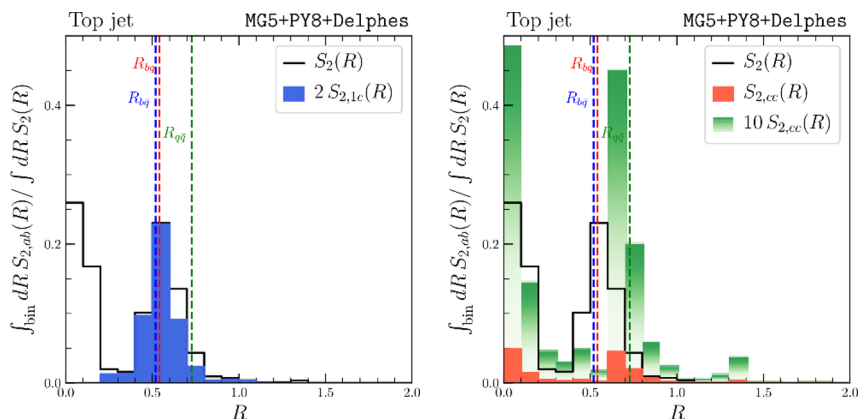 Top jet MG5+PY8+Delphes
∫_bin dR S_{2,ab}(R)/ ∫ dR S_2(R)
0.4
0.2
0.0
R_{bq}
R_{bq̄}
R_{qq̄}
S_2(R)
2 S_{2,1c}(R)
0.0 0.5 1.0 1.5 2.0
R
Top jet MG5+PY8+Delphes
∫_bin dR S_{2,ab}(R)/ ∫ dR S_2(R)
0.4
0.2
0.0
R_{bq}
R_{bq̄}
R_{qq̄}
S_2(R)
S_{2,cc}(R)
10 S_{2,cc}(R)
0.0 0.5 1.0 1.5 2.0
R